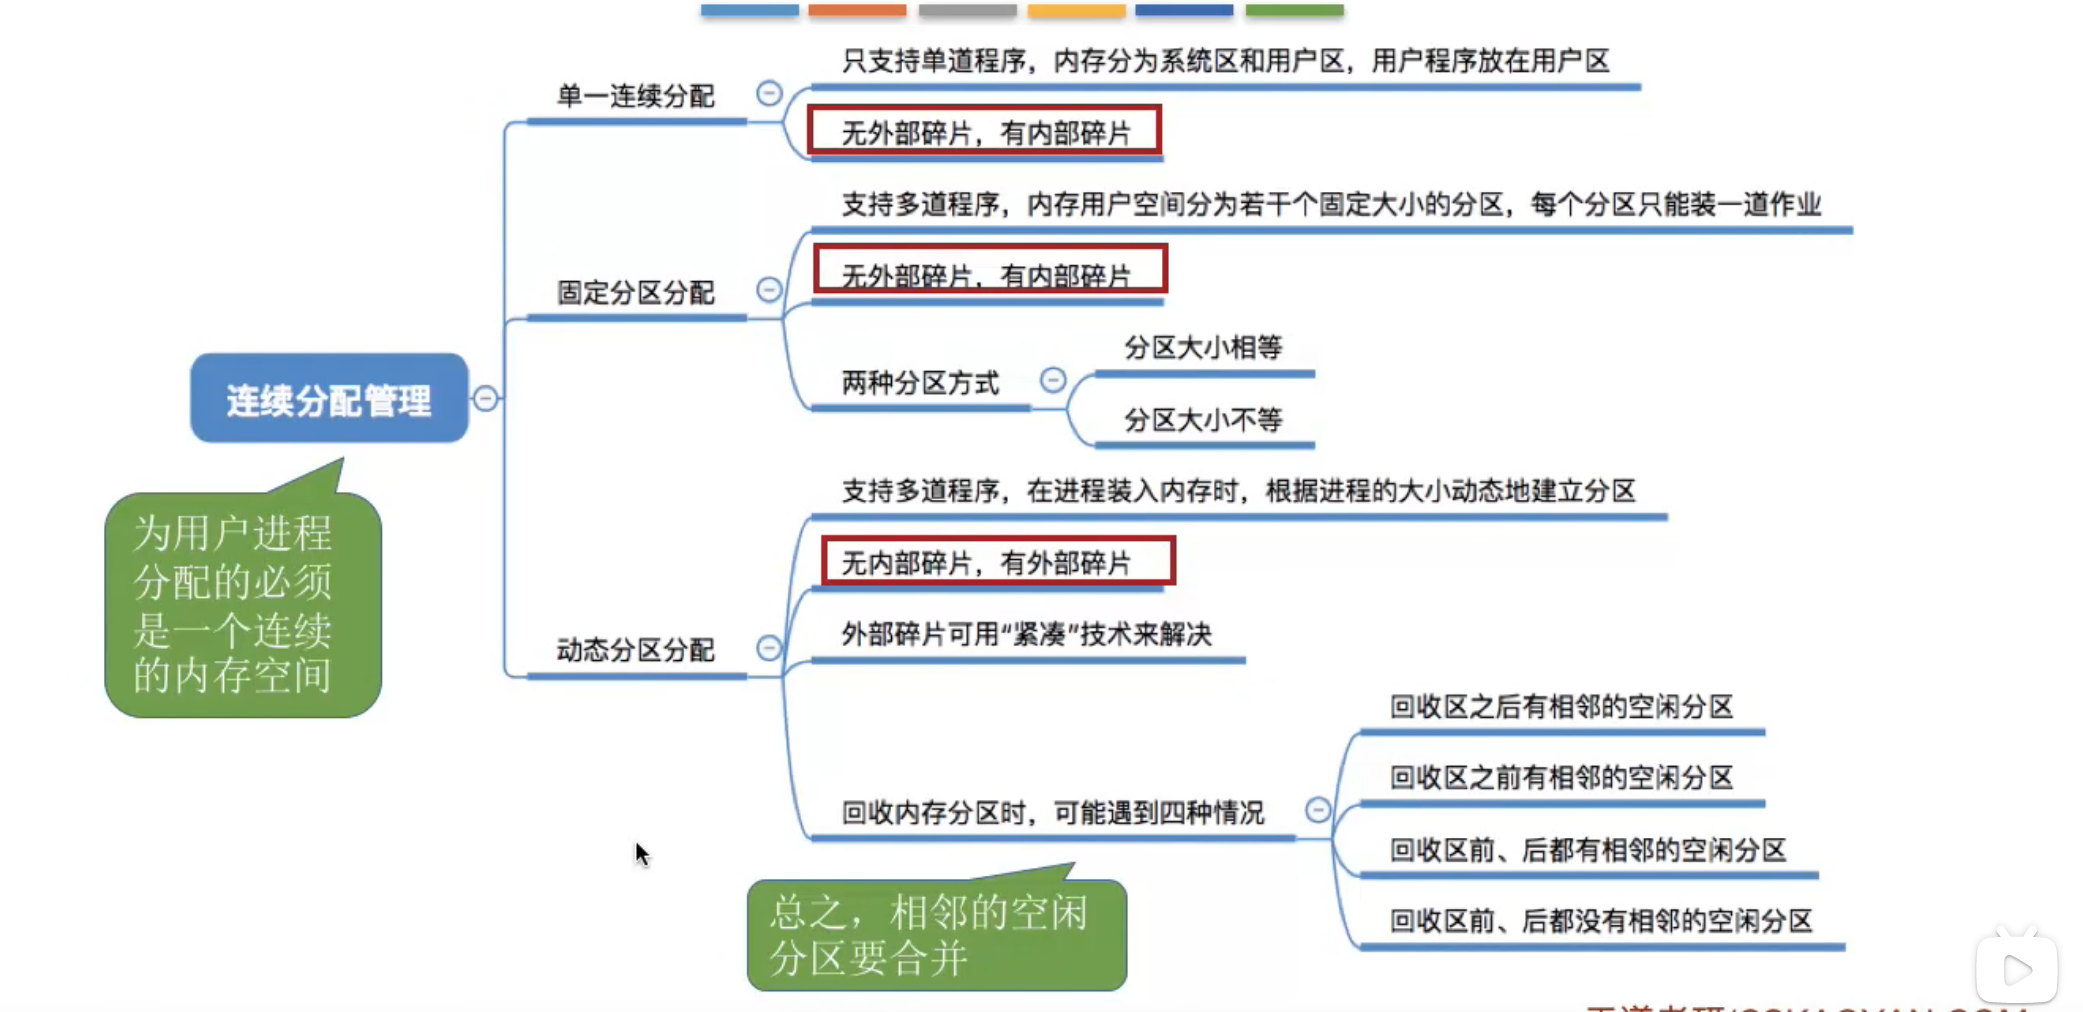 只支持单道程序，内存分为系统区和用户区，用户程序放在用户区
单一连续分配
无外部碎片，有内部碎片
支持多道程序，内存用户空间分为若干个固定大小的分区，每个分区只能装一道作业
无外部碎片，有内部碎片
固定分区分配
分区大小相等
两种分区方式
分区大小不等
连续分配管理
为用户进程
分配的必须
是一个连续
的内存空间
支持多道程序，在进程装入内存时，根据进程的大小动态地建立分区
无内部碎片，有外部碎片
外部碎片可用“紧凑”技术来解决
动态分区分配
回收区之后有相邻的空闲分区
回收区之前有相邻的空闲分区
回收内存分区时，可能遇到四种情况
回收区前、后都有相邻的空闲分区
回收区前、后都没有相邻的空闲分区
总之，相邻的空闲
分区要合并